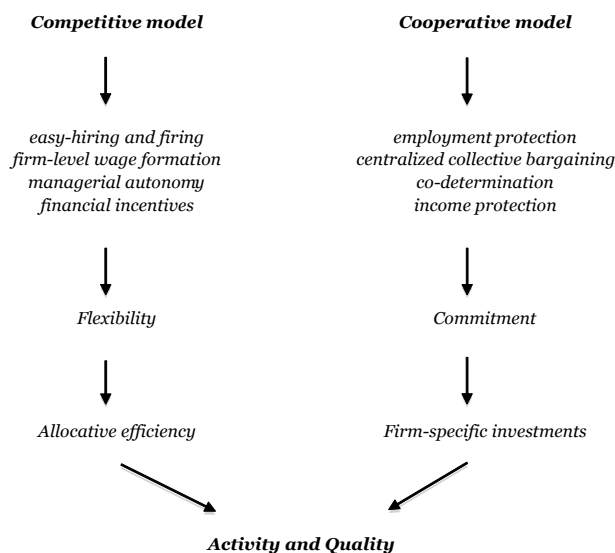 Competitive model
Cooperative model
easy-hiring and firing
firm-level wage formation
managerial autonomy
financial incentives
employment protection
centralized collective bargaining
co-determination
income protection
Flexibility
Commitment
Allocative efficiency
Firm-specific investments
Activity and Quality